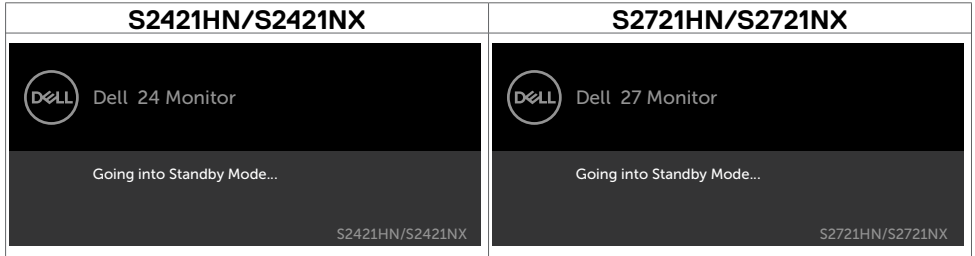 S2421HN/S2421NX
S2721HN/S2721NX
DELL Dell 24 Monitor
Going into Standby Mode...
S2421HN/S2421NX
DELL Dell 27 Monitor
Going into Standby Mode...
S2721HN/S2721NX